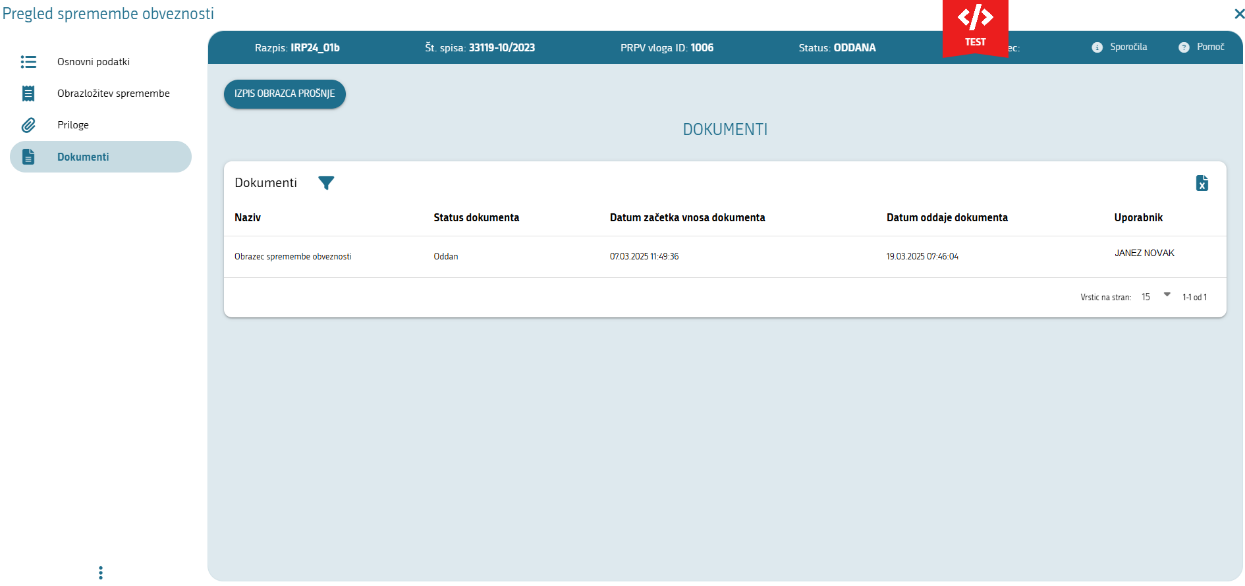 Pregled spremembe obveznosti
Osnovni podatki
Obrazložitev spremembe
Priloge
Dokumenti
Razpis: IRP24_01b Št. spisa: 33119-10/2023 PRPV vloga ID: 1006 Status: ODDANA ec: Sporočila Pomoč
TEST
IZPIS OBRAZCA PROŠNJE
DOKUMENTI
Dokumenti
Naziv Status dokumenta Datum začetka vnosa dokumenta Datum oddaje dokumenta Uporabnik
Obrazec spremembe obveznosti Oddan 07.03.2025 11:49:36 19.03.2025 07:46:04 JANEZ NOVAK
Vrstic na stran: 15 1-1 od 1